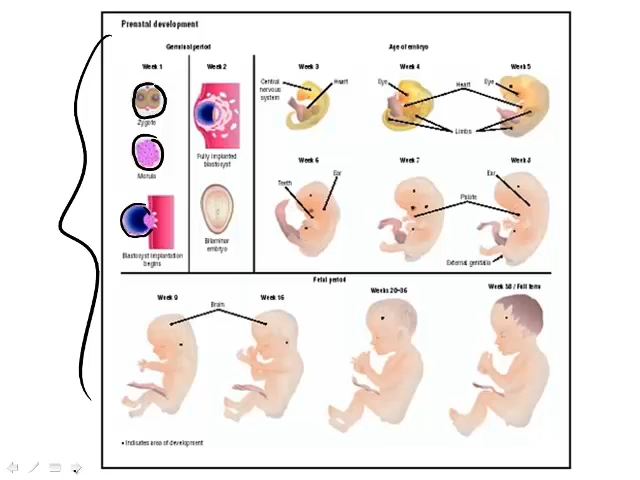 Prenatal development
Germinal period
Age of embryo
Week 1
Week 2
Week 3
Week 4
Week 5
Central nervous system
Heart
Eye
Heart
Eye
Limbs
Zygote
Morula
Fully implanted blastocyst
Blastocyst implantation begins
Bilaminar embryo
Week 6
Week 7
Week 8
Teeth
Ear
Palate
Ear
External genitalia
Fetal period
Week 9
Brain
Week 16
Weeks 20–36
Week 38 / Full term
• Indicates area of development